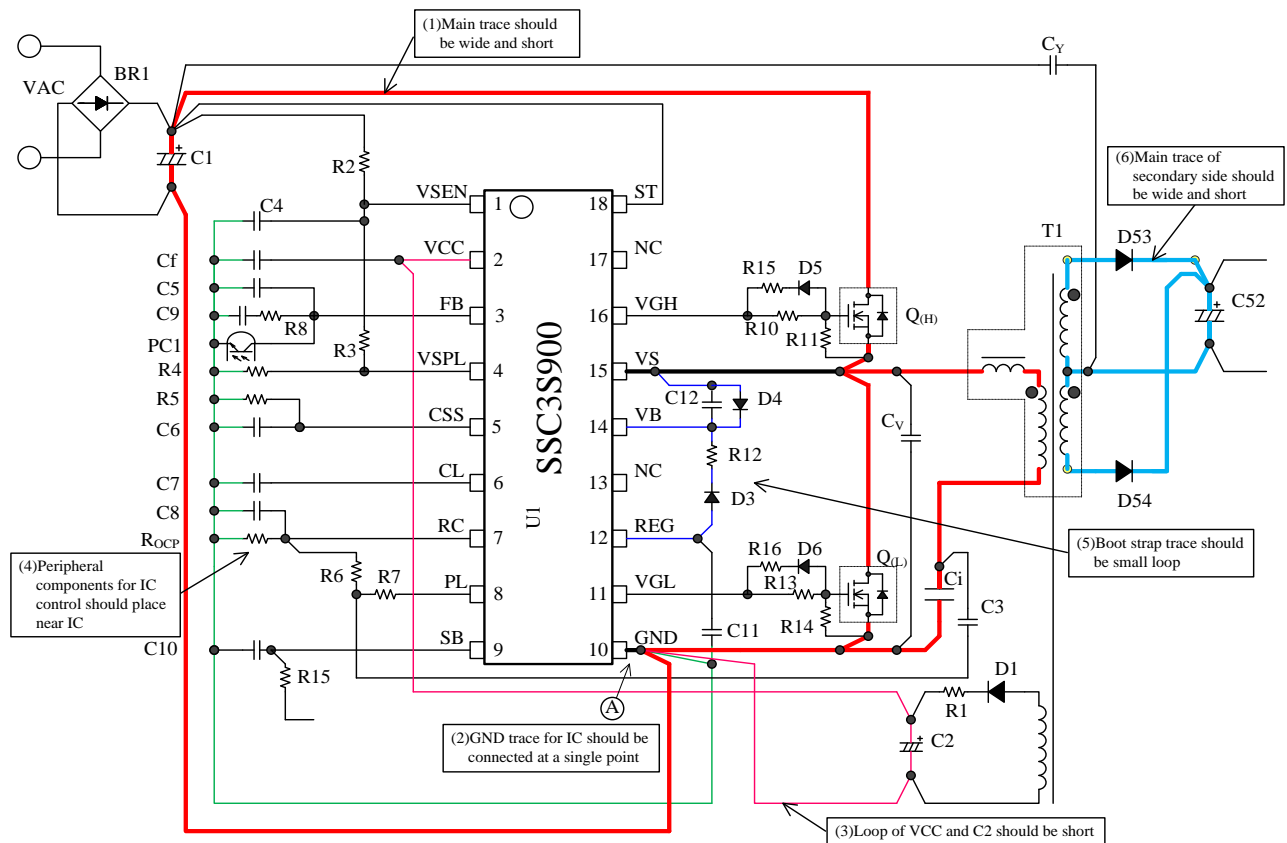 (1)Main trace should
be wide and short
CY
VAC
BR1
C1
R2
(6)Main trace of
secondary side should
be wide and short
C4
VSEN
1
18
ST
T1
D53
Cf
VCC
2
17
NC
C5
R15
D5
C52
C9
R8
FB
3
16
VGH
R10
R11
Q(H)
PC1
R3
R4
VSPL
4
15
VS
SSC3S900
R5
C12
D4
C6
CSS
5
14
VB
CV
R12
C7
CL
6
13
NC
D54
C8
D3
U1
ROCP
RC
7
12
REG
(4)Peripheral
components for IC
control should place
near IC
(5)Boot strap trace should
be small loop
R6
R7
R16
D6
Q(L)
PL
8
11
VGL
R13
R14
Ci
C3
C10
SB
9
10
GND
C11
R15
A
D1
R1
C2
(2)GND trace for IC should be
connected at a single point
(3)Loop of VCC and C2 should be short